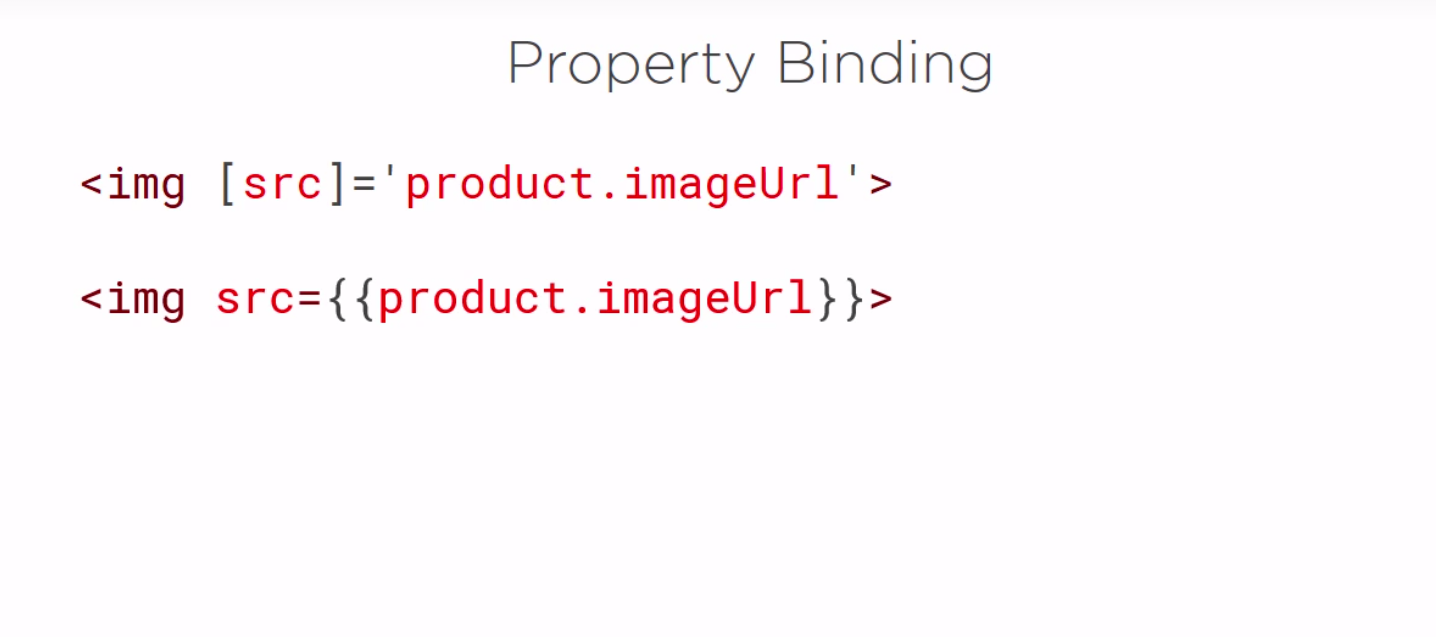 Property Binding
<img [src]='product.imageUrl'>
<img src={{product.imageUrl}}>